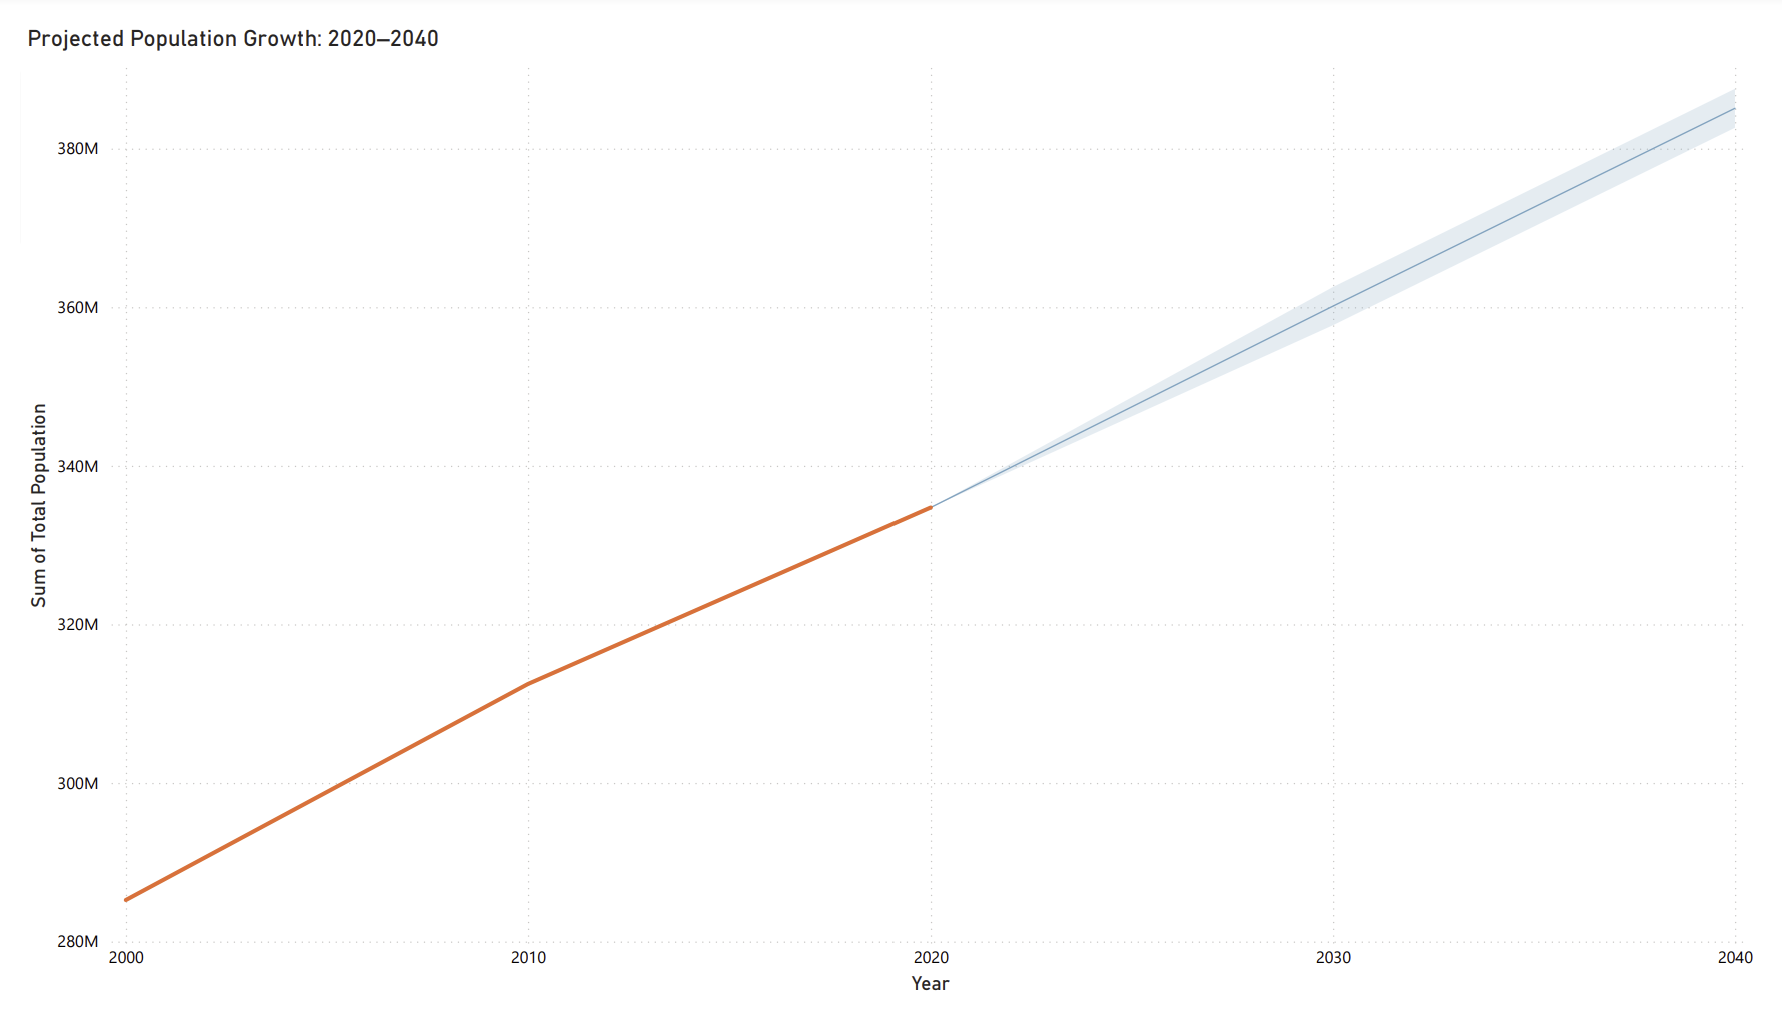 Projected Population Growth: 2020–2040
380M
360M
340M
320M
300M
280M
Sum of Total Population
2000 2010 2020 2030 2040
Year